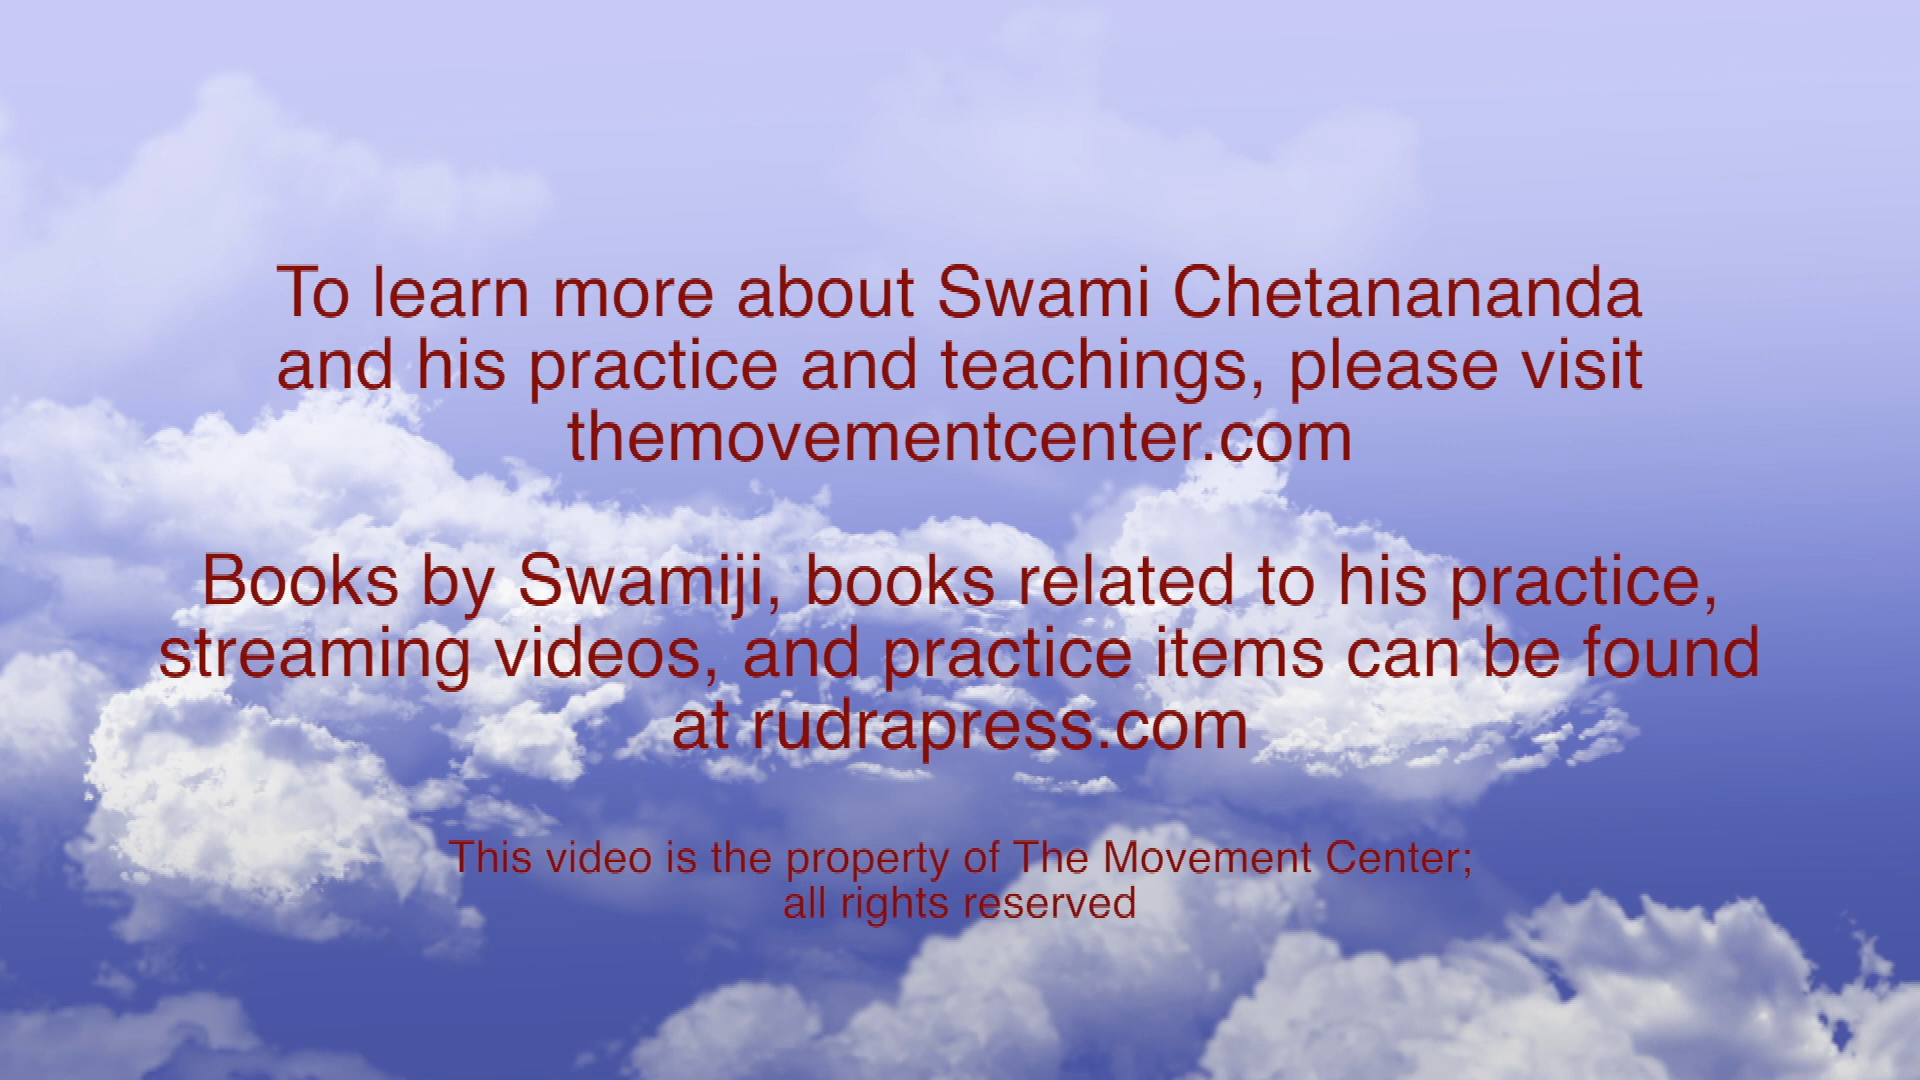 To learn more about Swami Chetanananda
and his practice and teachings, please visit
themovementcenter.com
Books by Swamiji, books related to his practice,
streaming videos, and practice items can be found
at rudrapress.com
This video is the property of The Movement Center;
all rights reserved